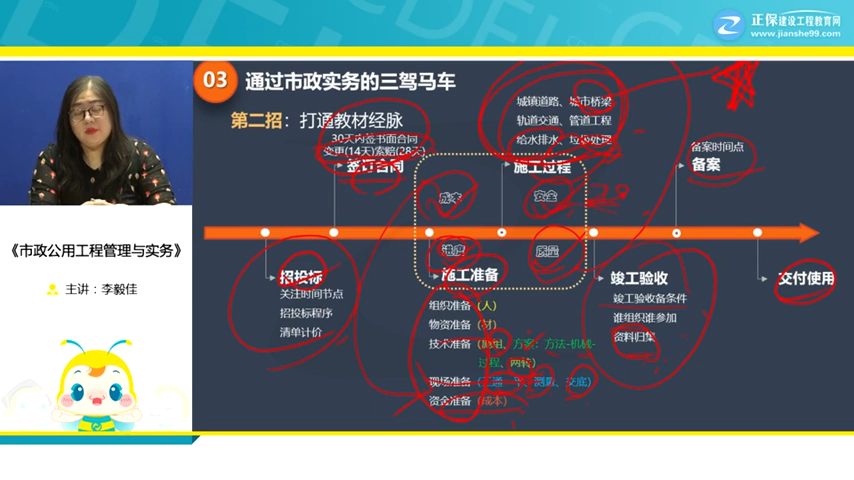 正保建设工程教育网
www.jianshe99.com
03 通过市政实务的三驾马车
第二招：打通教材经脉
30天内签书面合同
变更(14天)索赔(28天)
签订合同
城镇道路、城市桥梁
轨道交通、管道工程
给水排水、垃圾处理
施工过程
备案时间点
备案
成本
安全
进度
质量
招投标
关注时间节点
招投标程序
清单计价
施工准备
组织准备（人）
物资准备（材）
技术准备（施组、方案：方法-机械-
过程、两转）
现场准备（三通一平、测量、交底）
资金准备（成本）
竣工验收
竣工验收备条件
谁组织谁参加
资料归集
交付使用
《市政公用工程管理与实务》
主讲：李毅佳